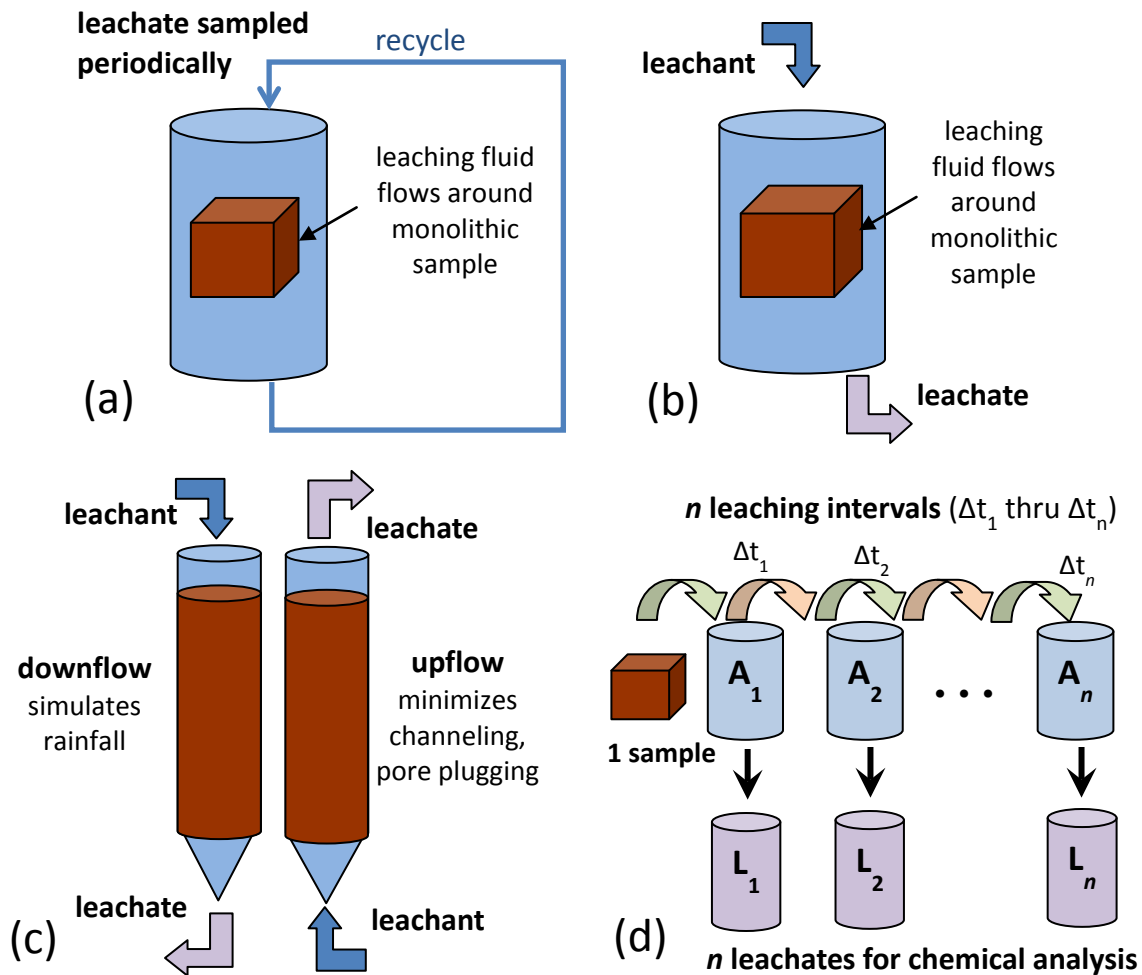 leachate sampled
periodically
recycle
leaching fluid
flows around
monolithic
sample
(a)
leachant
leaching
fluid flows
around
monolithic
sample
(b)
leachate
leachant
leachate
downflow
simulates
rainfall
upflow
minimizes
channeling,
pore plugging
leachate
leachant
(c)
n leaching intervals (Δt1 thru Δtn)
Δt1
Δt2
Δtn
A1
A2
• • •
An
1 sample
L1
L2
Ln
(d)
n leachates for chemical analysis